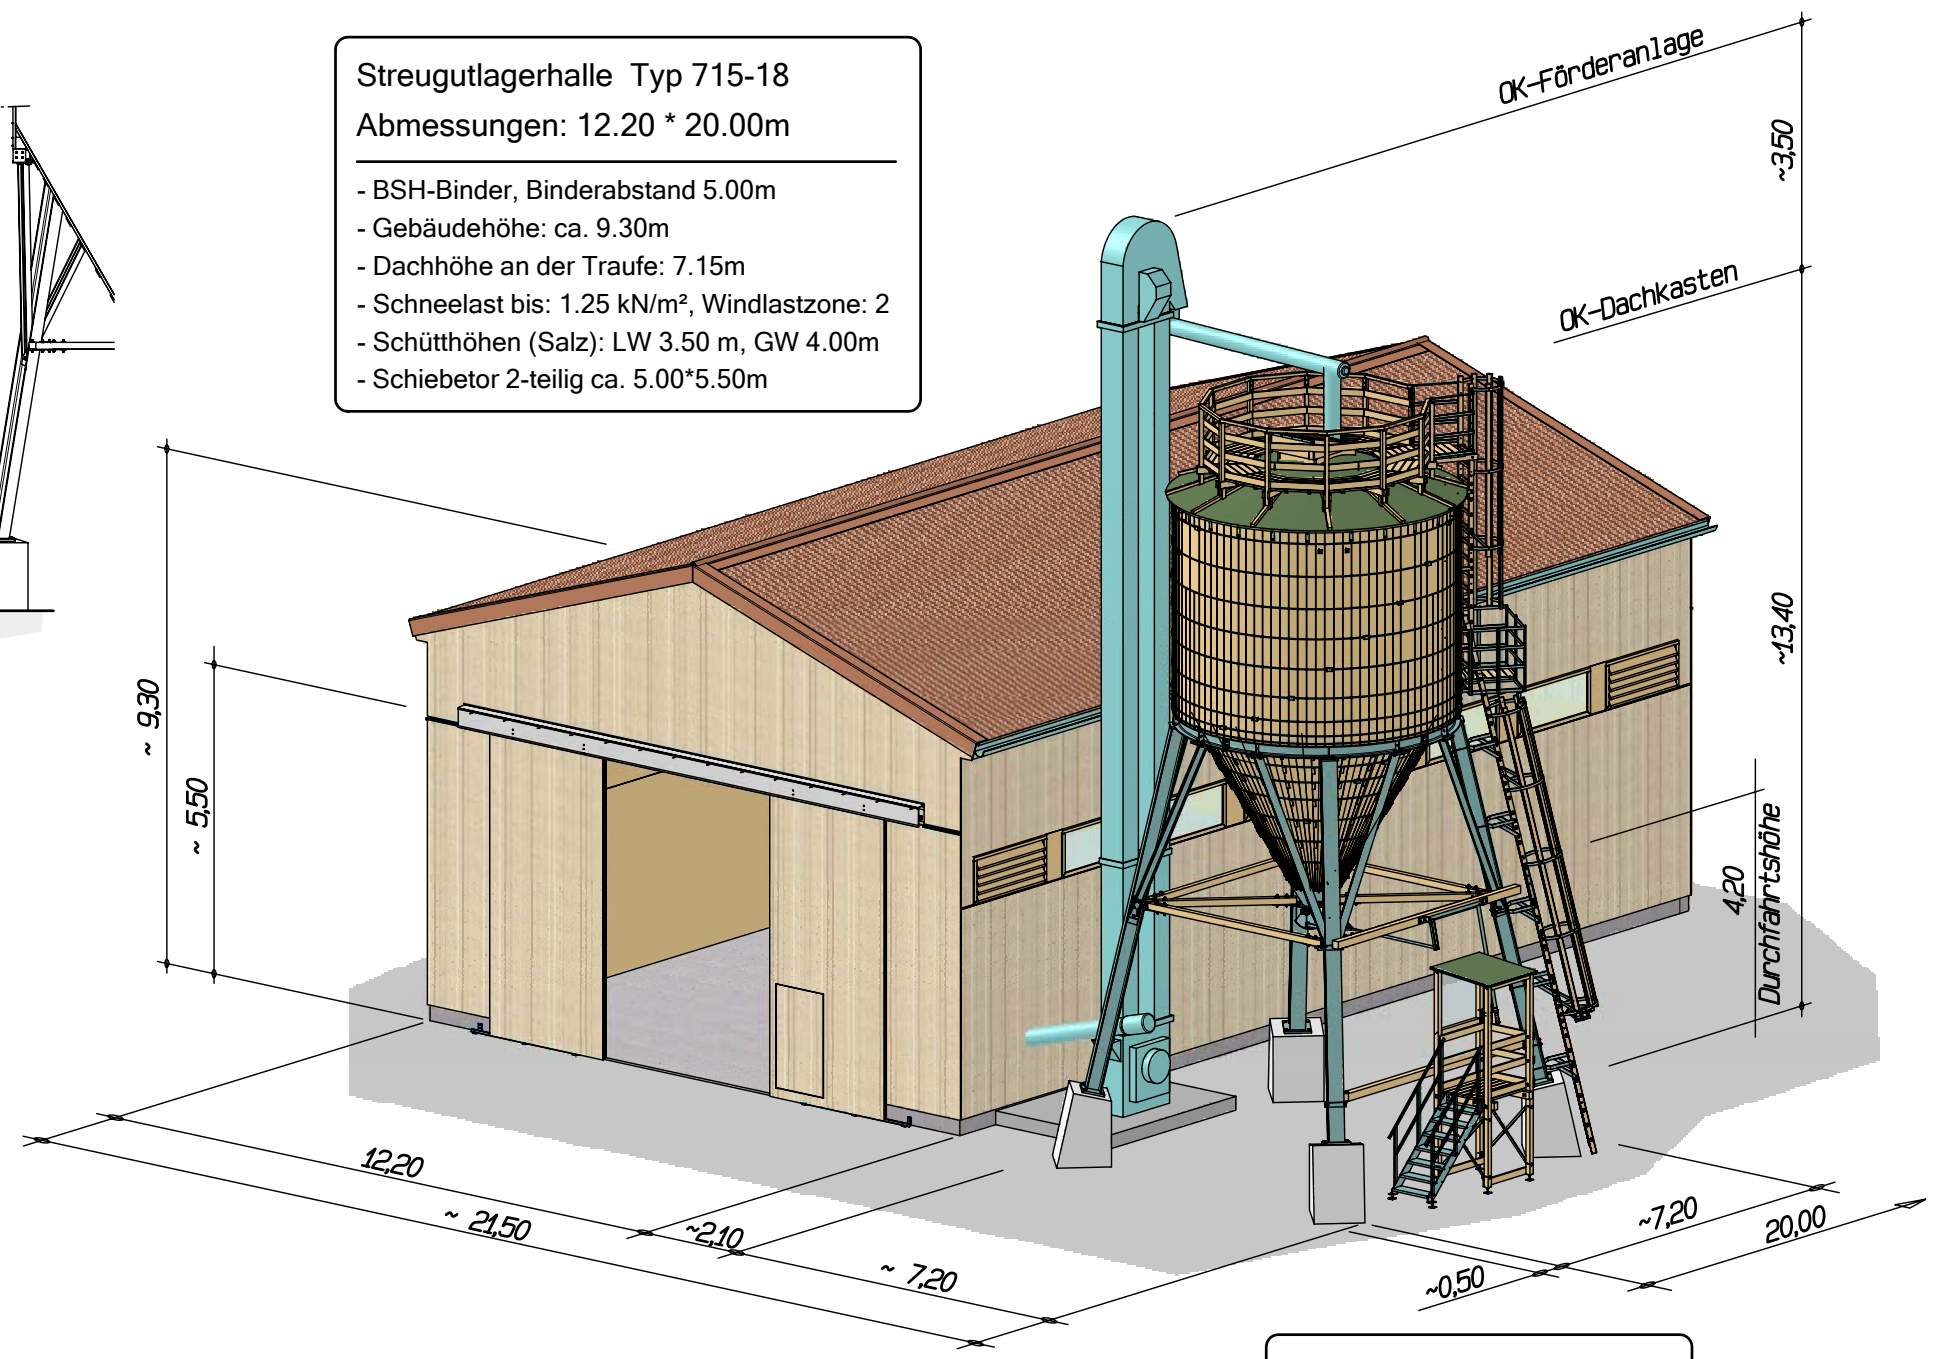 Streugutlagerhalle Typ 715-18
Abmessungen: 12.20 * 20.00m
- BSH-Binder, Binderabstand 5.00m
- Gebäudehöhe: ca. 9.30m
- Dachhöhe an der Traufe: 7.15m
- Schneelast bis: 1.25 kN/m², Windlastzone: 2
- Schütthöhen (Salz): LW 3.50 m, GW 4.00m
- Schiebetor 2-teilig ca. 5.00*5.50m
OK-Förderanlage
~3,50
OK-Dachkasten
~13,40
~ 9,30
~ 5,50
4,20
Durchfahrtshöhe
12,20
~ 21,50
~2,10
~ 7,20
~0,50
~7,20
20,00